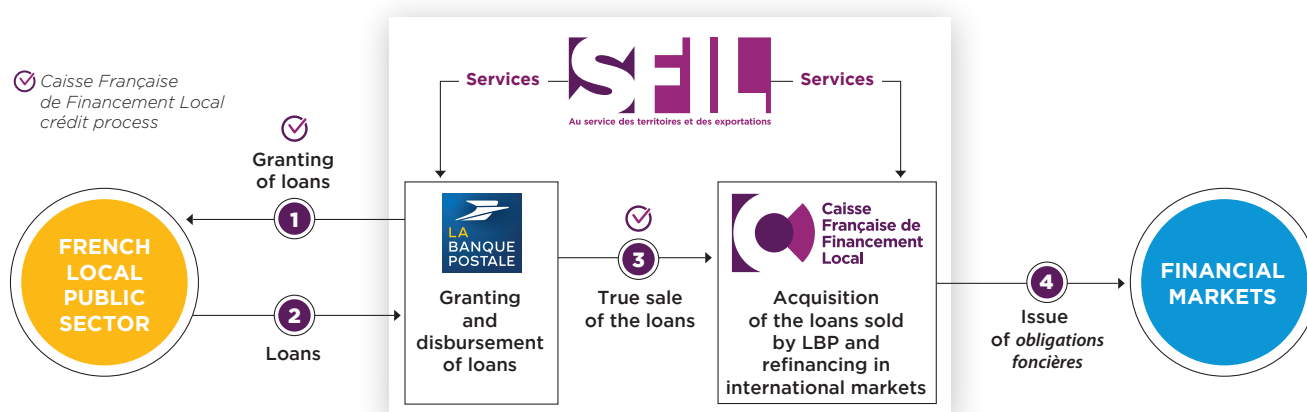 Caisse Française
de Financement Local
crédit process
Services
SFIL
Services
Au service des territoires et des exportations
Granting
of loans
1
FRENCH
LOCAL
PUBLIC
SECTOR
2
Loans
LA
BANQUE
POSTALE
Granting
and
disbursement
of loans
3
True sale
of the loans
Caisse
Française de
Financement
Local
Acquisition
of the loans sold
by LBP and
refinancing in
international markets
4
Issue
of obligations
foncières
FINANCIAL
MARKETS